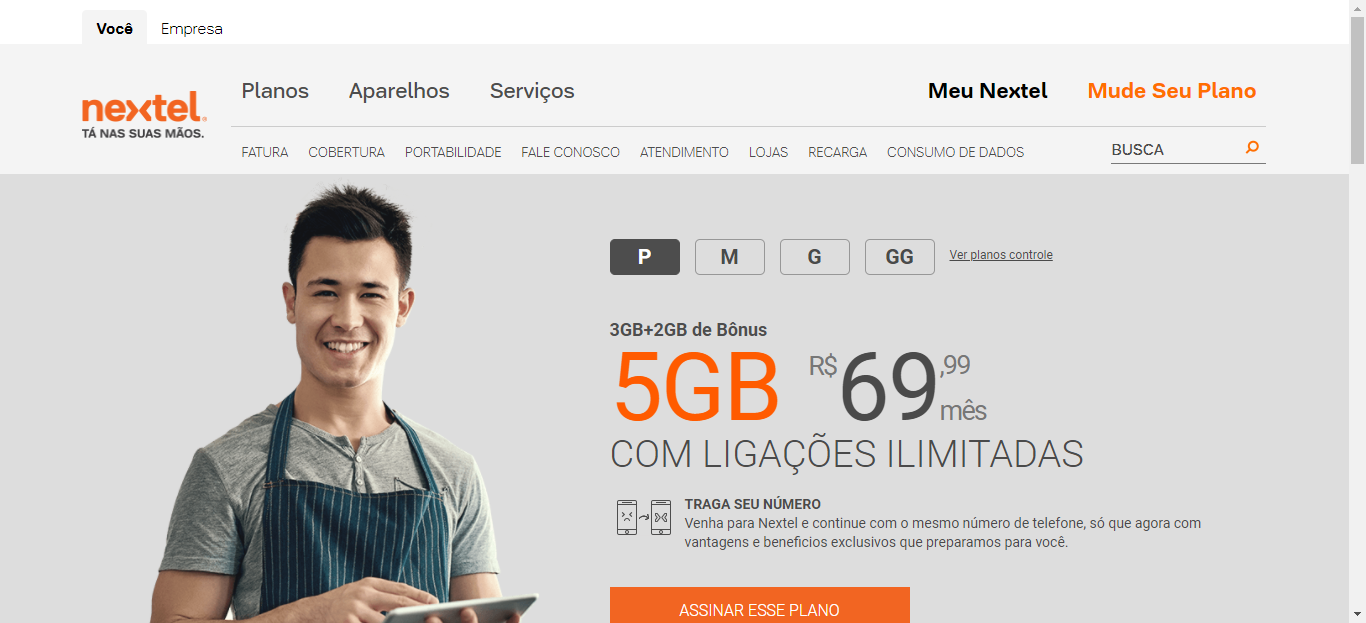 Você Empresa
Planos Aparelhos Serviços Meu Nextel Mude Seu Plano
nextel.
TÁ NAS SUAS MÃOS.
FATURA COBERTURA PORTABILIDADE FALE CONOSCO ATENDIMENTO LOJAS RECARGA CONSUMO DE DADOS BUSCA
P M G GG Ver planos controle
3GB+2GB de Bônus
5GB R$69,99 mês
COM LIGAÇÕES ILIMITADAS
TRAGA SEU NÚMERO
Venha para Nextel e continue com o mesmo número de telefone, só que agora com
vantagens e beneficios exclusivos que preparamos para você.
ASSINAR ESSE PLANO